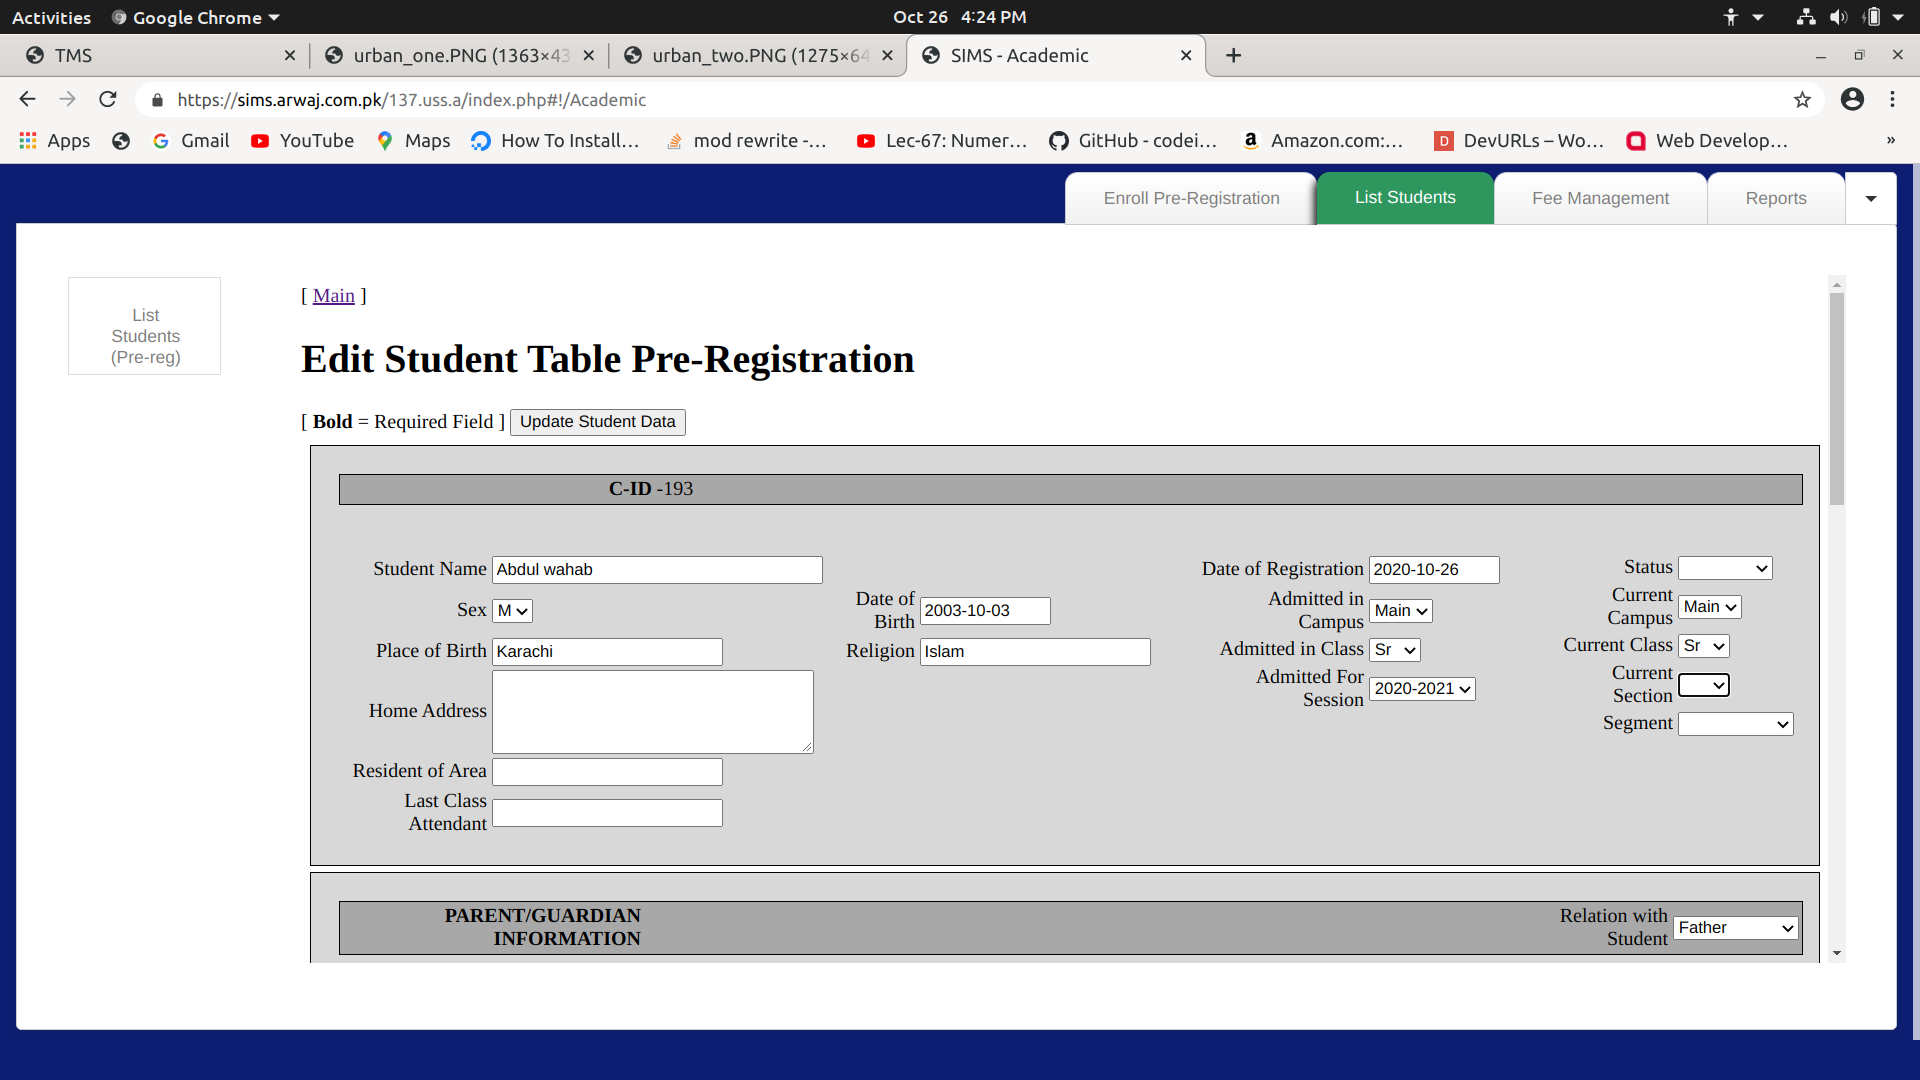 Activities Google Chrome Oct 26 4:24 PM
TMS urban_one.PNG (1363×43 urban_two.PNG (1275×64 SIMS - Academic
https://sims.arwaj.com.pk/137.uss.a/index.php#!/Academic
Apps Gmail YouTube Maps How To Install... mod rewrite -... Lec-67: Numer... GitHub - codei... Amazon.com:... DevURLs – Wo... Web Develop... »
Enroll Pre-Registration List Students Fee Management Reports
List
Students
(Pre-reg)
[ Main ]
Edit Student Table Pre-Registration
[ Bold = Required Field ] Update Student Data
C-ID -193
Student Name Abdul wahab
Sex M
Date of
Birth 2003-10-03
Place of Birth Karachi
Religion Islam
Home Address
Resident of Area
Last Class
Attendant
Date of Registration 2020-10-26
Admitted in
Campus Main
Admitted in Class Sr
Admitted For
Session 2020-2021
Status
Current
Campus Main
Current Class Sr
Current
Section
Segment
PARENT/GUARDIAN
INFORMATION
Relation with
Student Father